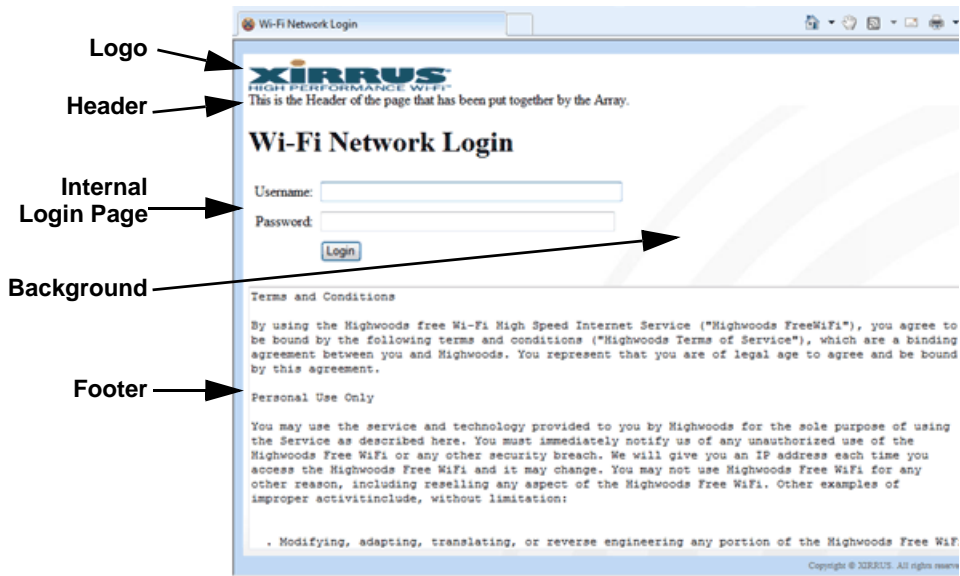 Wi-Fi Network Login
Logo
XIRRUS
HIGH PERFORMANCE WI-FI
Header
This is the Header of the page that has been put together by the Array.
Wi-Fi Network Login
Internal
Login Page
Username:
Password:
Login
Background
Terms and Conditions
By using the Highwoods free Wi-Fi High Speed Internet Service ("Highwoods FreeWiFi"), you agree to
be bound by the following terms and conditions ("Highwoods Terms of Service"), which are a binding
agreement between you and Highwoods. You represent that you are of legal age to agree and be bound
by this agreement.
Footer
Personal Use Only
You may use the service and technology provided to you by Highwoods for the sole purpose of using
the Service as described here. You must immediately notify us of any unauthorized use of the
Highwoods Free WiFi or any other security breach. We will give you an IP address each time you
access the Highwoods Free WiFi and it may change. You may not use Highwoods Free WiFi for any
other reason, including reselling any aspect of the Highwoods Free WiFi. Other examples of
improper activitinclude, without limitation:
. Modifying, adapting, translating, or reverse engineering any portion of the Highwoods Free WiF
Copyright © XIRRUS. All rights reserve